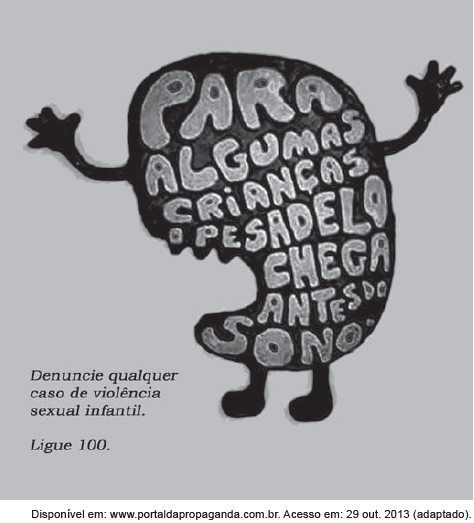 PARA
ALGUMAS
CRIANÇAS
O PESADELO
CHEGA
ANTES DO
SONO.
Denuncie qualquer
caso de violência
sexual infantil.
Ligue 100.
Disponível em: www.portaldapropaganda.com.br. Acesso em: 29 out. 2013 (adaptado).